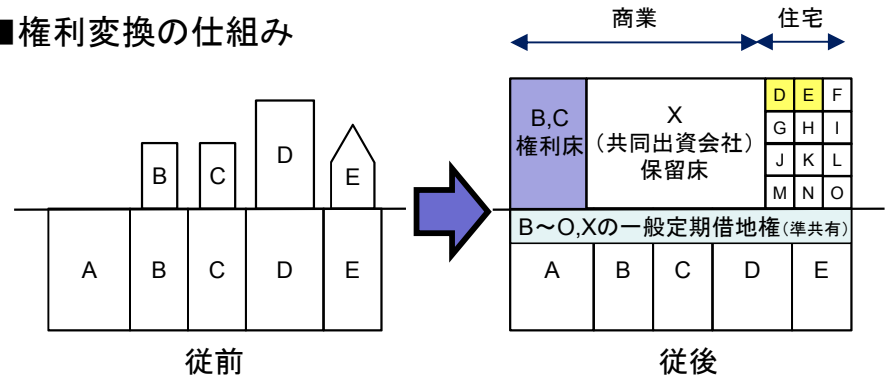 ■権利変換の仕組み
商業
住宅
B
C
D
E
A
B
C
D
E
従前
B,C
権利床
X
(共同出資会社)
保留床
D E F
G H I
J K L
M N O
B～O,Xの一般定期借地権(準共有)
A
B
C
D
E
従後